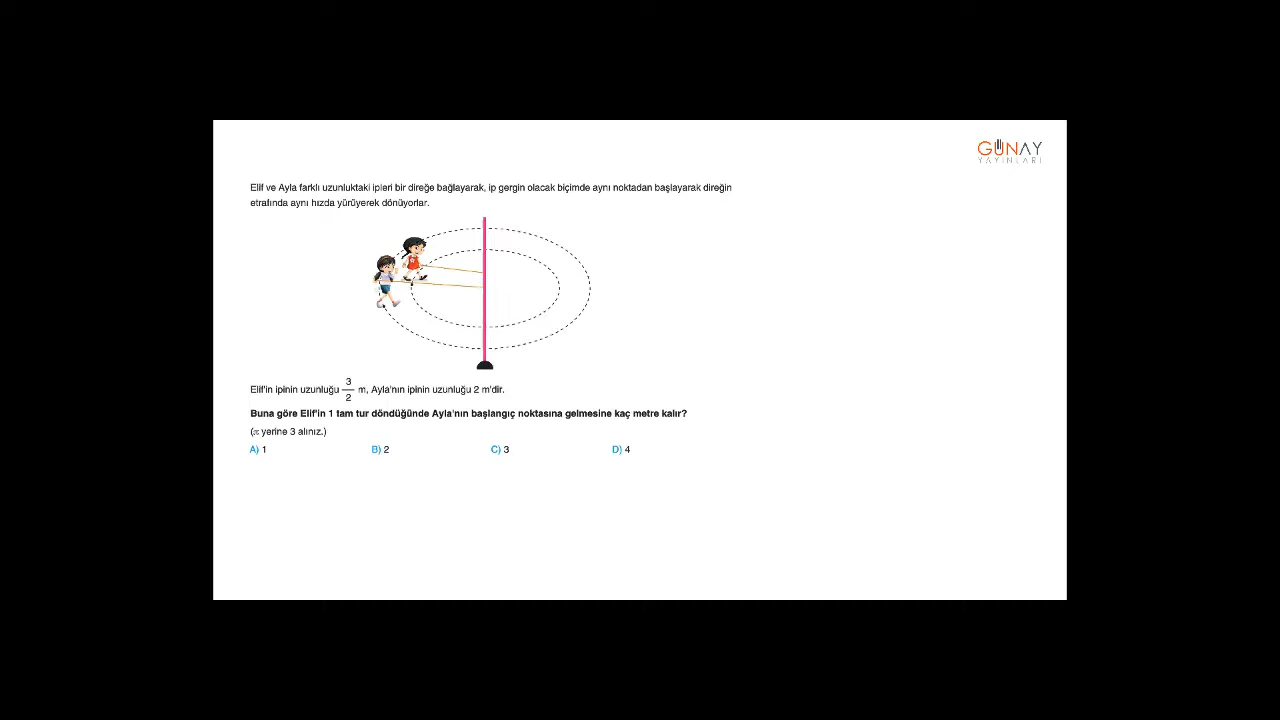 GÜNAY
YAYINLARI
Elif ve Ayla farklı uzunluktaki ipleri bir direğe bağlayarak, ip gergin olacak biçimde aynı noktadan başlayarak direğin
etrafında aynı hızda yürüyerek dönüyorlar.
Elif'in ipinin uzunluğu 3/2 m, Ayla'nın ipinin uzunluğu 2 m'dir.
Buna göre Elif'in 1 tam tur döndüğünde Ayla'nın başlangıç noktasına gelmesine kaç metre kalır?
(π yerine 3 alınız.)
A) 1 B) 2 C) 3 D) 4